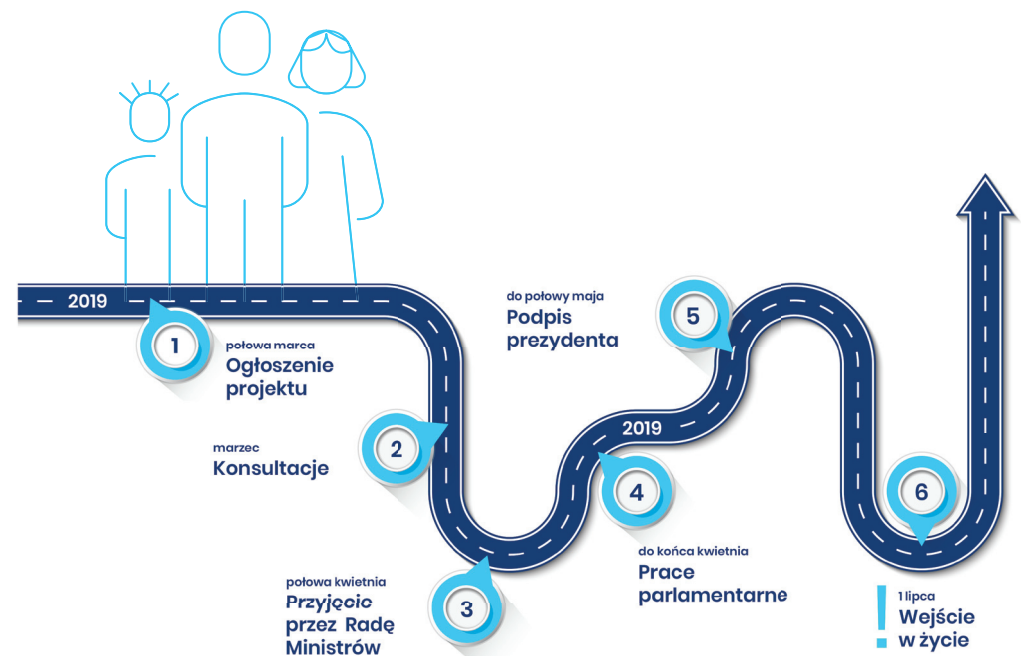 2019
1
połowa marca
Ogłoszenie
projektu
2
marzec
Konsultacje
3
połowa kwietnia
Przyjęcie
przez Radę
Ministrów
2019
4
do końca kwietnia
Prace
parlamentarne
5
do połowy maja
Podpis
prezydenta
6
1 lipca
Wejście
w życie
!